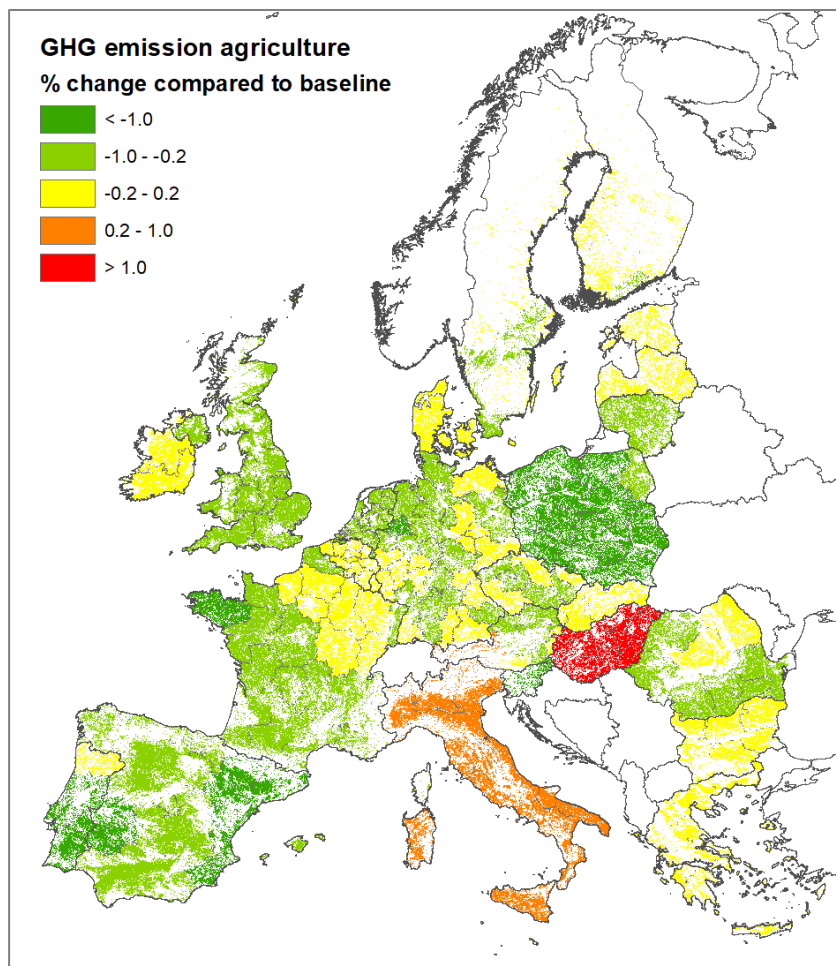 GHG emission agriculture
% change compared to baseline
< -1.0
-1.0 - -0.2
-0.2 - 0.2
0.2 - 1.0
> 1.0